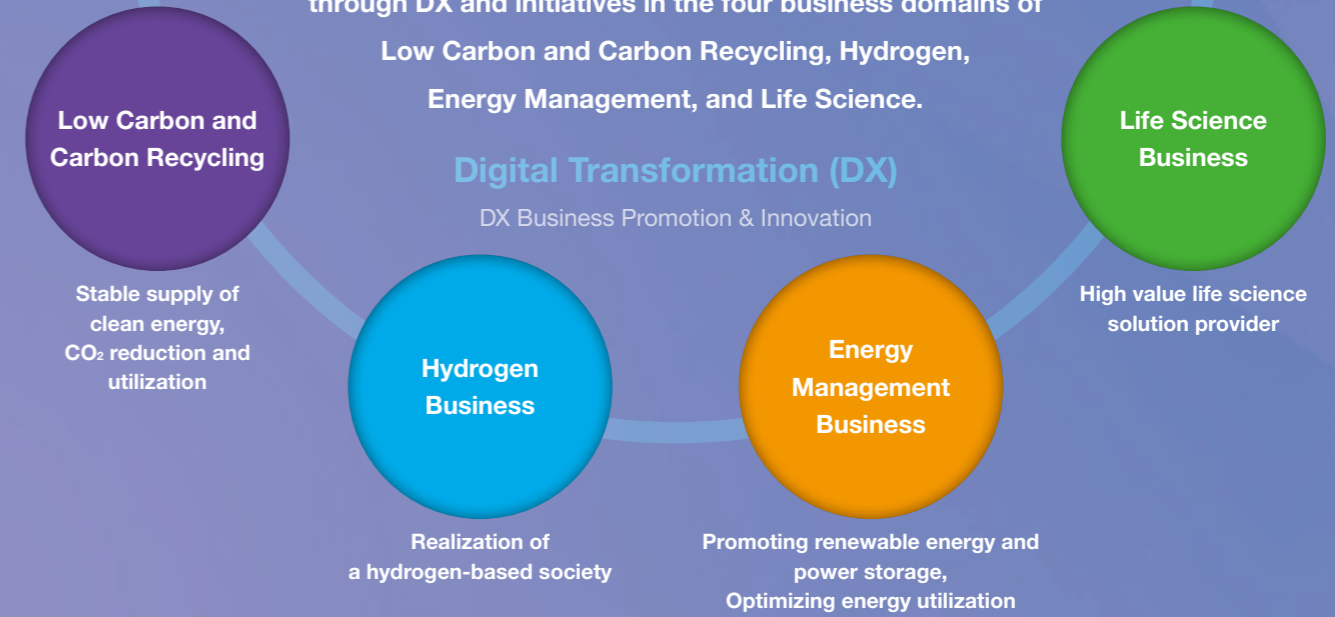 through DX and initiatives in the four business domains of
Low Carbon and Carbon Recycling, Hydrogen,
Energy Management, and Life Science.
Digital Transformation (DX)
DX Business Promotion & Innovation
Low Carbon and
Carbon Recycling
Stable supply of
clean energy,
CO₂ reduction and
utilization
Hydrogen
Business
Realization of
a hydrogen-based society
Energy
Management
Business
Promoting renewable energy and
power storage,
Optimizing energy utilization
Life Science
Business
High value life science
solution provider